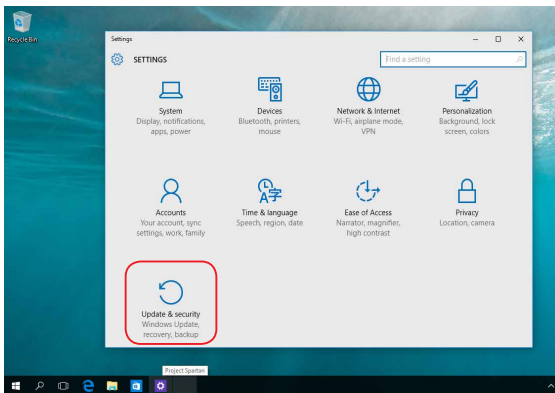 Recycle Bin
Settings
SETTINGS
Find a setting
System
Display, notifications,
apps, power
Devices
Bluetooth, printers,
mouse
Network & Internet
Wi-Fi, airplane mode,
VPN
Personalization
Background, lock
screen, colors
Accounts
Your account, sync
settings, work, family
Time & language
Speech, region, date
Ease of Access
Narrator, magnifier,
high contrast
Privacy
Location, camera
Update & security
Windows Update,
recovery, backup
Project Spartan